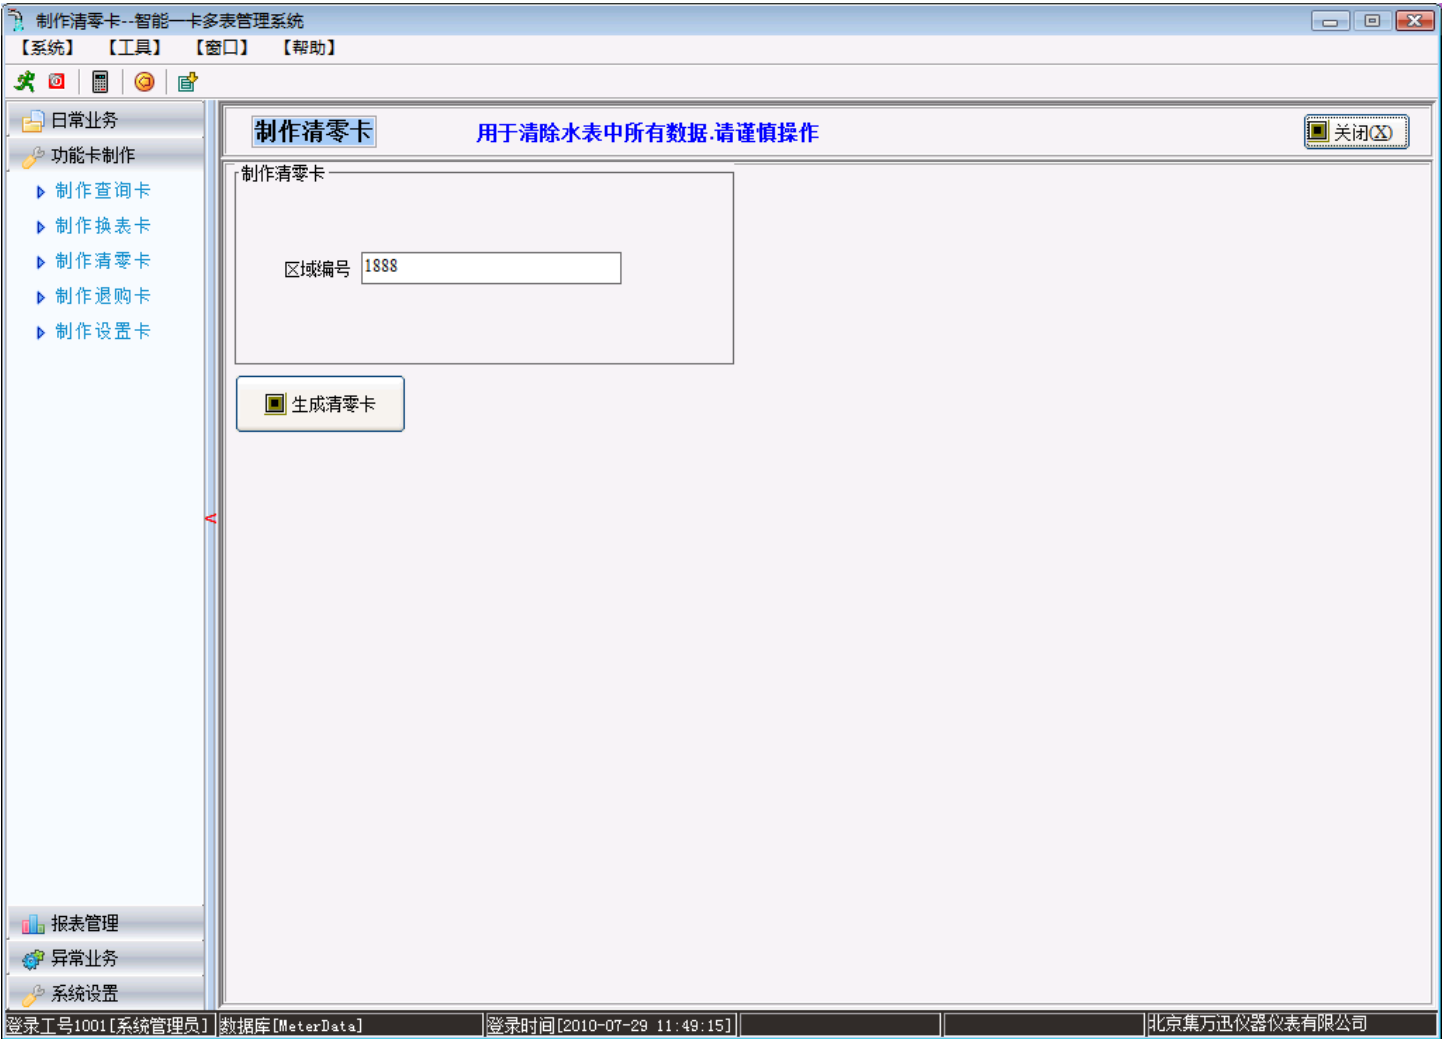 制作清零卡--智能一卡多表管理系统
【系统】 【工具】 【窗口】 【帮助】
日常业务
功能卡制作
制作查询卡
制作换表卡
制作清零卡
制作退购卡
制作设置卡
报表管理
异常业务
系统设置
制作清零卡 用于清除水表中所有数据.请谨慎操作 关闭(X)
制作清零卡
区域编号 1888
生成清零卡
<
登录工号1001[系统管理员] 数据库[MeterData] 登录时间[2010-07-29 11:49:15] 北京集万迅仪器仪表有限公司